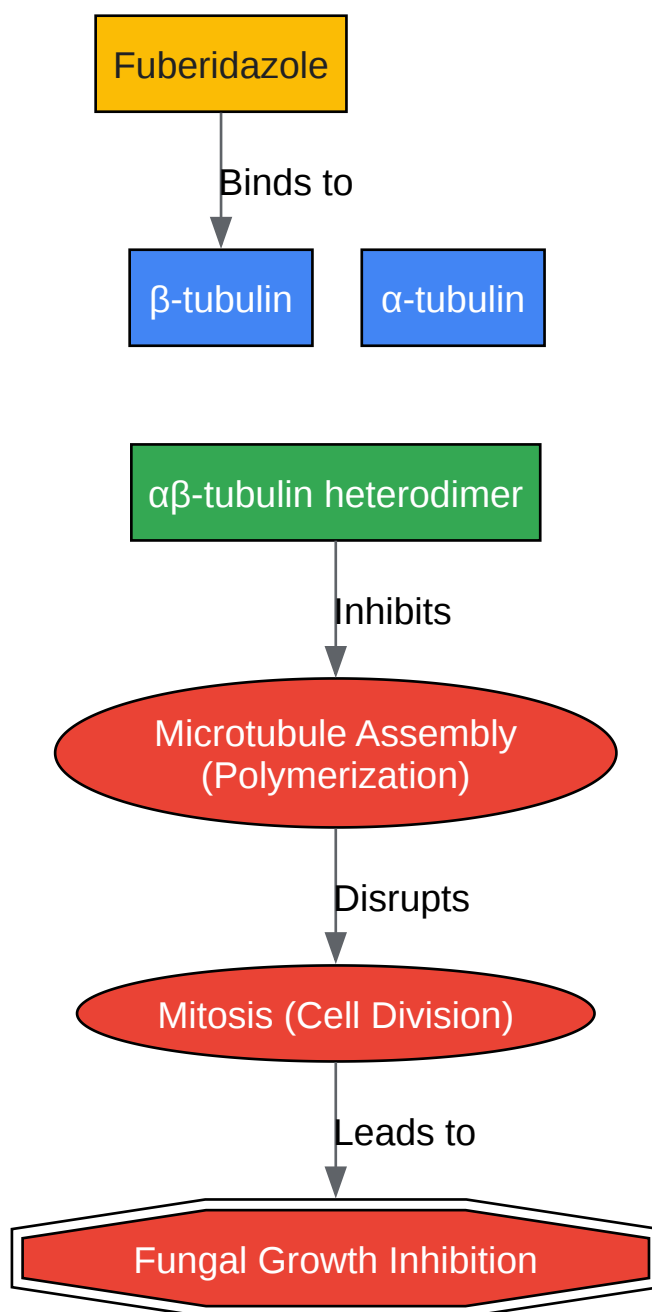 Fuberidazole
Binds to
β-tubulin
α-tubulin
αβ-tubulin heterodimer
Inhibits
Microtubule Assembly
(Polymerization)
Disrupts
Mitosis (Cell Division)
Leads to
Fungal Growth Inhibition